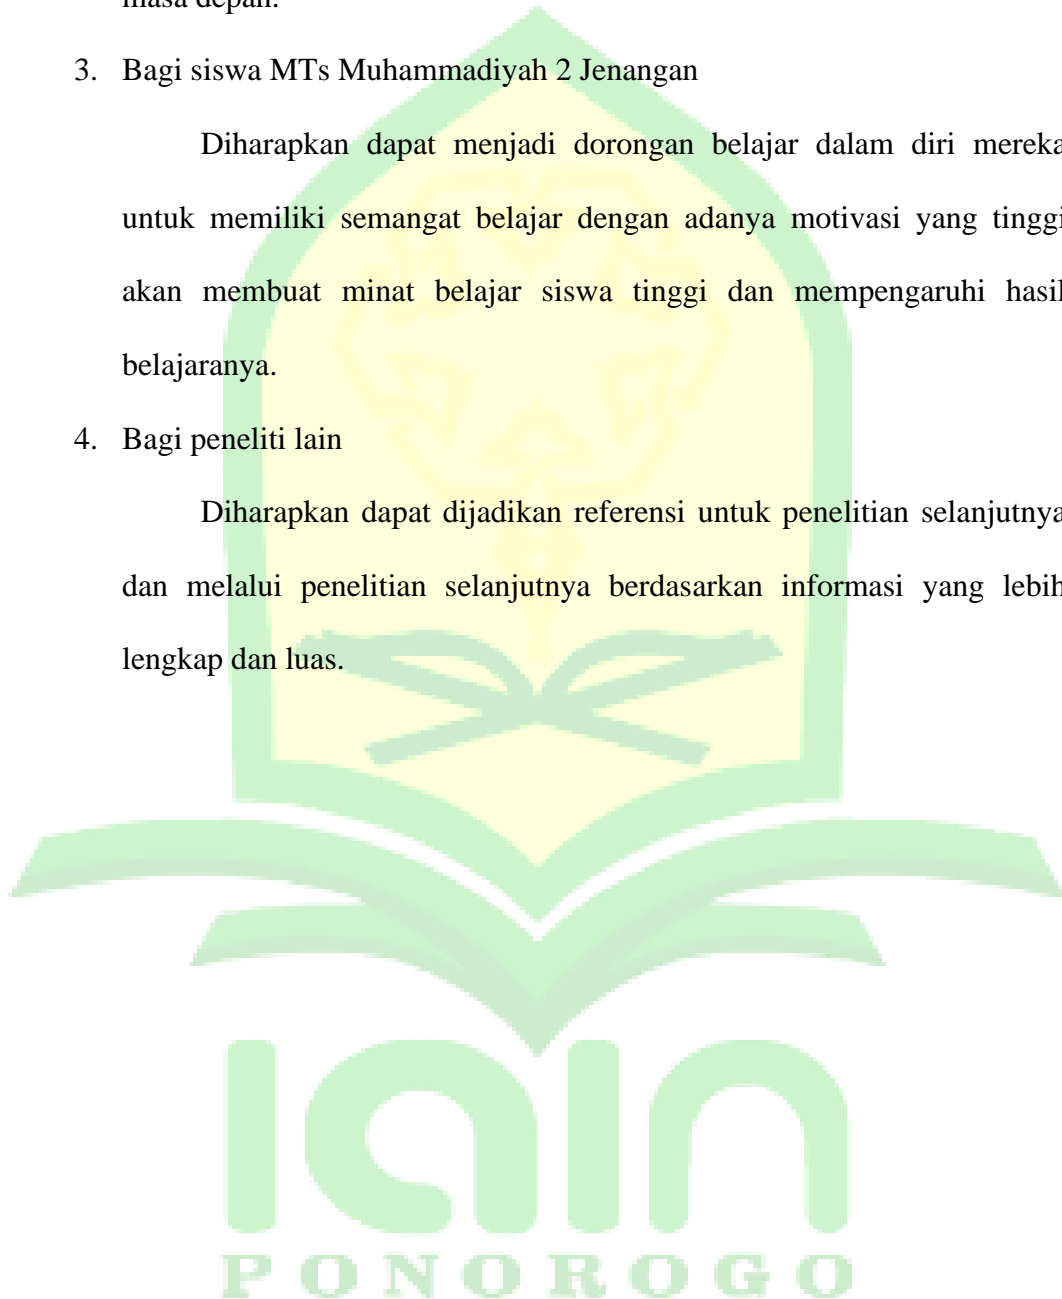 masa depan.
3. Bagi siswa MTs Muhammadiyah 2 Jenangan
Diharapkan dapat menjadi dorongan belajar dalam diri mereka
untuk memiliki semangat belajar dengan adanya motivasi yang tinggi
akan membuat minat belajar siswa tinggi dan mempengaruhi hasil
belajaranya.
4. Bagi peneliti lain
Diharapkan dapat dijadikan referensi untuk penelitian selanjutnya
dan melalui penelitian selanjutnya berdasarkan informasi yang lebih
lengkap dan luas.
iain
PONOROGO